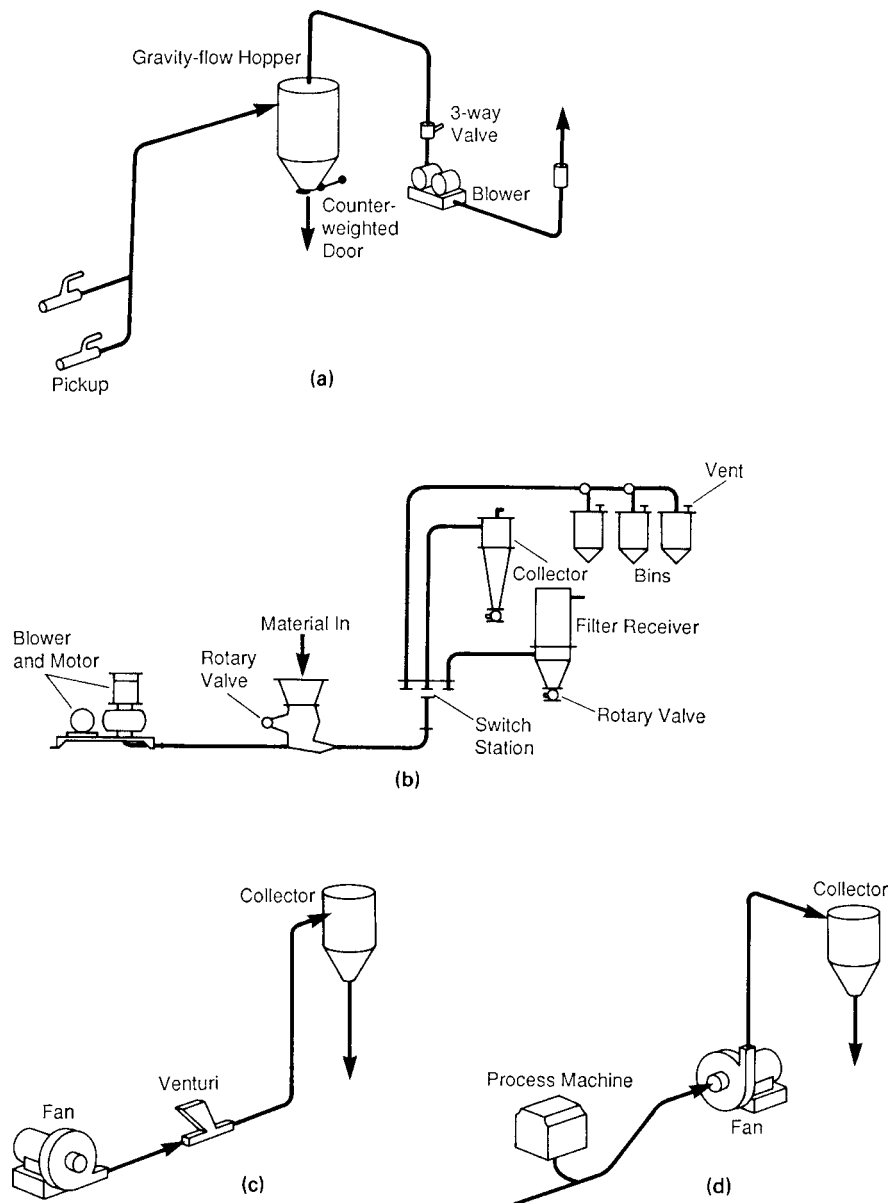 Gravity-flow Hopper
3-way
Valve
Blower
Counter-
weighted
Door
Pickup
(a)
Vent
Collector
Bins
Material In
Filter Receiver
Blower
and Motor
Rotary
Valve
Switch
Station
Rotary Valve
(b)
Collector
Venturi
Fan
(c)
Collector
Process Machine
Fan
(d)